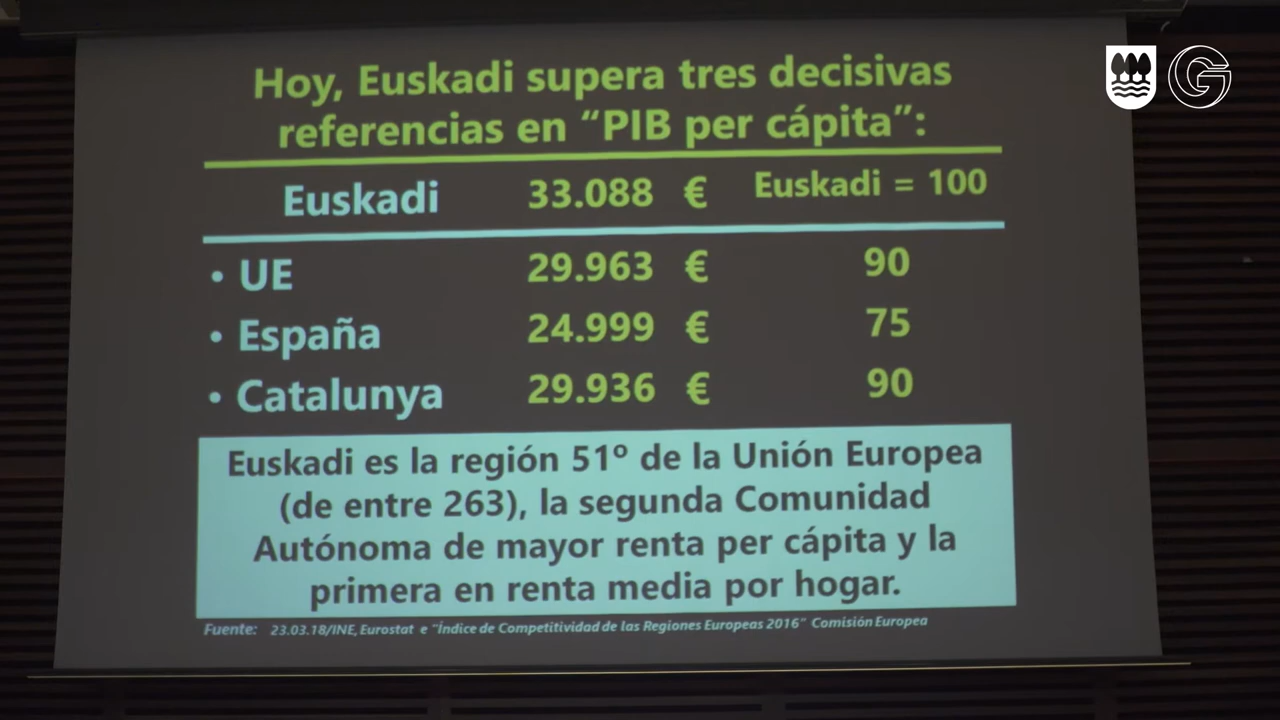 Hoy, Euskadi supera tres decisivas
referencias en “PIB per cápita”:
Euskadi 33.088 € Euskadi = 100
• UE 29.963 € 90
• España 24.999 € 75
• Catalunya 29.936 € 90
Euskadi es la región 51º de la Unión Europea
(de entre 263), la segunda Comunidad
Autónoma de mayor renta per cápita y la
primera en renta media por hogar.
Fuente: 23.03.18/INE, Eurostat e “Índice de Competitividad de las Regiones Europeas 2016” Comisión Europea
G